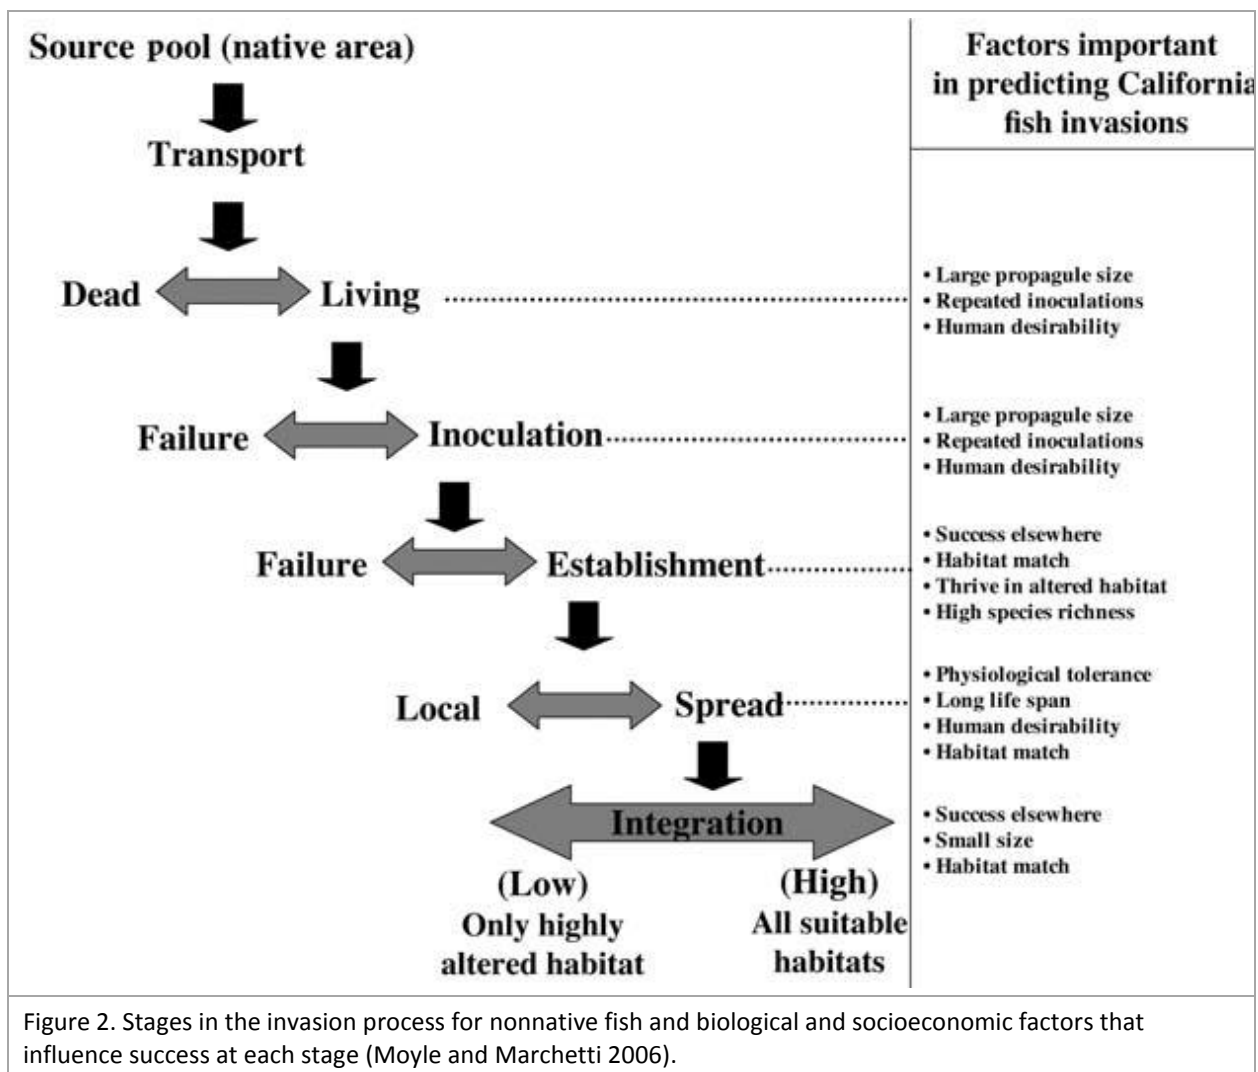 Source pool (native area)
Transport
Dead
Living
Failure
Inoculation
Failure
Establishment
Local
Spread
Integration
(Low)
Only highly
altered habitat
(High)
All suitable
habitats
Factors important
in predicting California
fish invasions
• Large propagule size
• Repeated inoculations
• Human desirability
• Large propagule size
• Repeated inoculations
• Human desirability
• Success elsewhere
• Habitat match
• Thrive in altered habitat
• High species richness
• Physiological tolerance
• Long life span
• Human desirability
• Habitat match
• Success elsewhere
• Small size
• Habitat match
Figure 2. Stages in the invasion process for nonnative fish and biological and socioeconomic factors that
influence success at each stage (Moyle and Marchetti 2006).